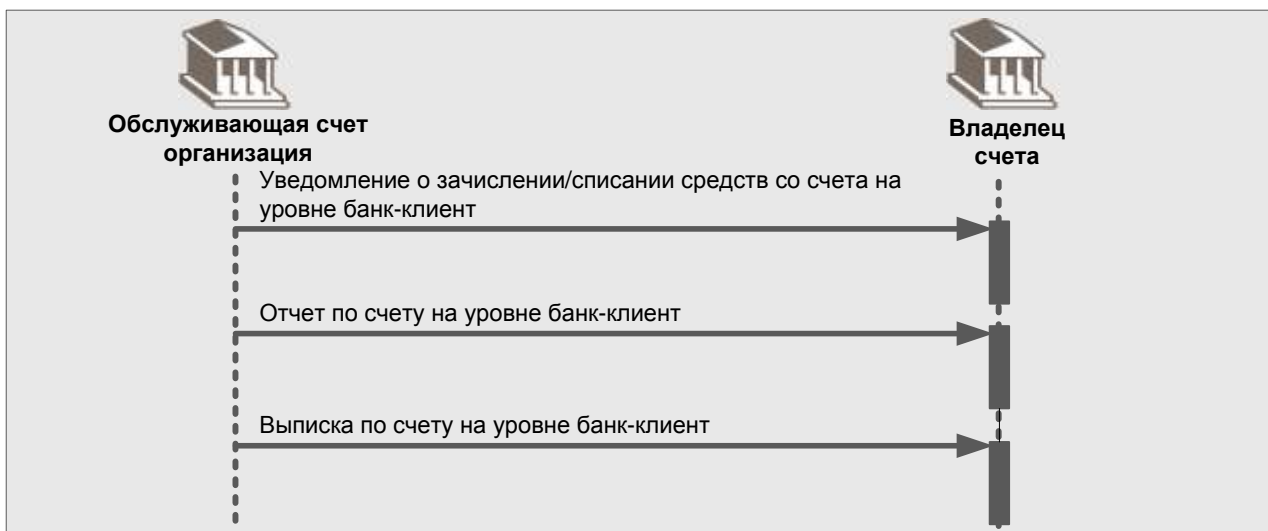 Обслуживающая счет
организация
Владелец
счета
Уведомление о зачислении/списании средств со счета на
уровне банк-клиент
Отчет по счету на уровне банк-клиент
Выписка по счету на уровне банк-клиент